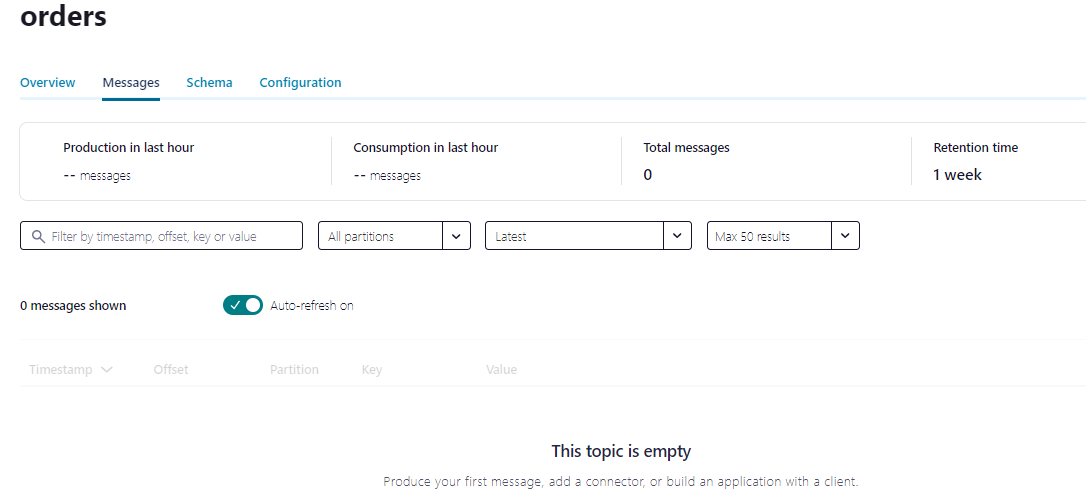 orders
Overview Messages Schema Configuration
Production in last hour Consumption in last hour Total messages Retention time
-- messages -- messages 0 1 week
Filter by timestamp, offset, key or value All partitions Latest Max 50 results
0 messages shown Auto-refresh on
Timestamp Offset Partition Key Value
This topic is empty
Produce your first message, add a connector, or build an application with a client.